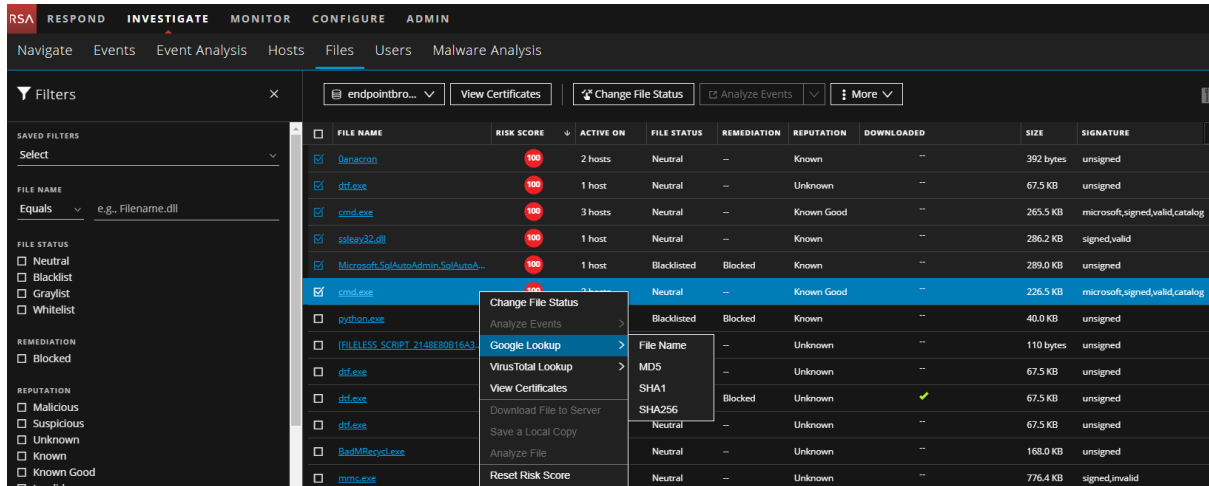 RSA RESPOND INVESTIGATE MONITOR CONFIGURE ADMIN
Navigate Events Event Analysis Hosts Files Users Malware Analysis
Filters ×
endpointbro... View Certificates Change File Status Analyze Events More
SAVED FILTERS
Select
FILE NAME
Equals e.g., Filename.dll
FILE STATUS
Neutral
Blacklist
Graylist
Whitelist
REMEDIATION
Blocked
REPUTATION
Malicious
Suspicious
Unknown
Known
Known Good
FILE NAME RISK SCORE ACTIVE ON FILE STATUS REMEDIATION REPUTATION DOWNLOADED SIZE SIGNATURE
0anacron 100 2 hosts Neutral -- Known -- 392 bytes unsigned
dtf.exe 100 1 host Neutral -- Unknown -- 67.5 KB unsigned
cmd.exe 100 3 hosts Neutral -- Known Good -- 265.5 KB microsoft,signed,valid,catalog
ssleay32.dll 100 1 host Neutral -- Known -- 286.2 KB signed,valid
Microsoft.SqlAutoAdmin.SqlAutoA... 100 1 host Blacklisted Blocked Known -- 289.0 KB unsigned
cmd.exe 100 Neutral -- Known Good -- 226.5 KB microsoft,signed,valid,catalog
python.exe Blacklisted Blocked Known -- 40.0 KB unsigned
[FILELESS_SCRIPT_2148E80B16A3... -- Unknown -- 110 bytes unsigned
dtf.exe -- Unknown -- 67.5 KB unsigned
dtf.exe Blocked Unknown 67.5 KB unsigned
dtf.exe Neutral -- Unknown -- 67.5 KB unsigned
BadMRecycl.exe Neutral -- Unknown -- 168.0 KB unsigned
mmc.exe Neutral -- Unknown -- 776.4 KB signed,invalid
Change File Status
Analyze Events
Google Lookup
VirusTotal Lookup
View Certificates
Download File to Server
Save a Local Copy
Analyze File
Reset Risk Score
File Name
MD5
SHA1
SHA256